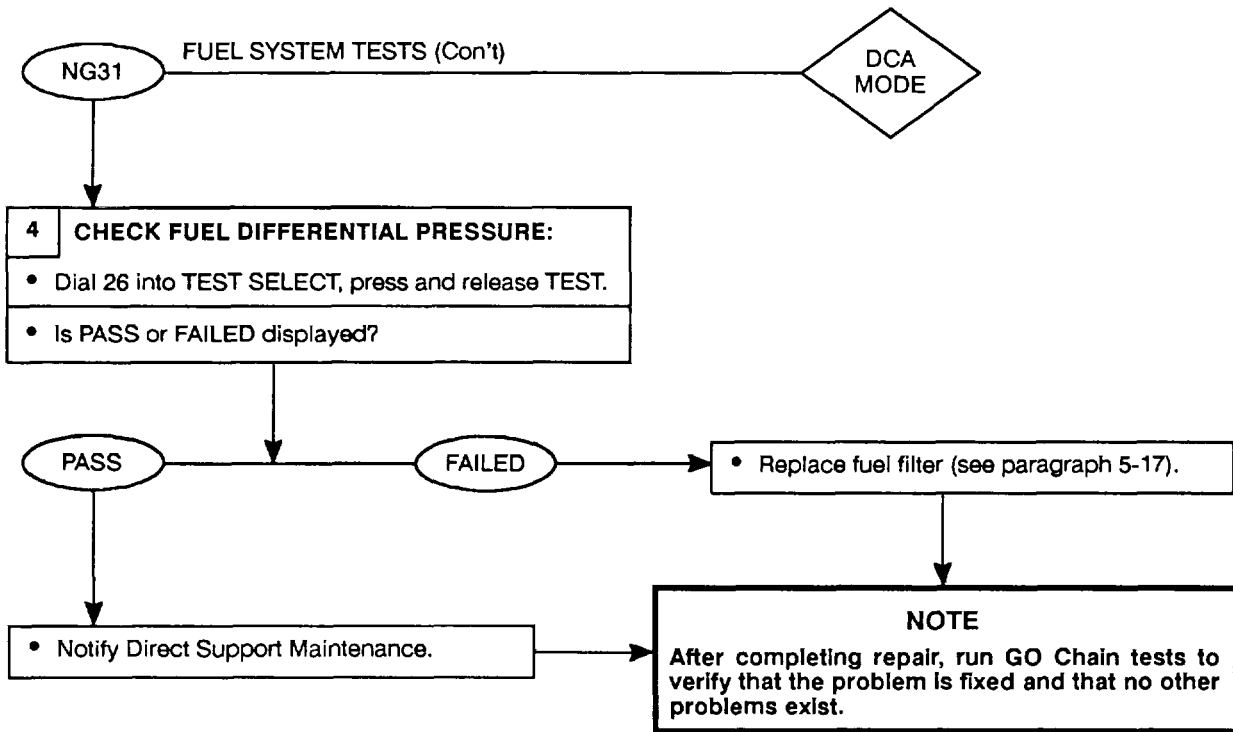 FUEL SYSTEM TESTS (Con't)
NG31
DCA
MODE
4 CHECK FUEL DIFFERENTIAL PRESSURE:
• Dial 26 into TEST SELECT, press and release TEST.
• Is PASS or FAILED displayed?
PASS
FAILED
• Replace fuel filter (see paragraph 5-17).
• Notify Direct Support Maintenance.
NOTE
After completing repair, run GO Chain tests to
verify that the problem is fixed and that no other
problems exist.